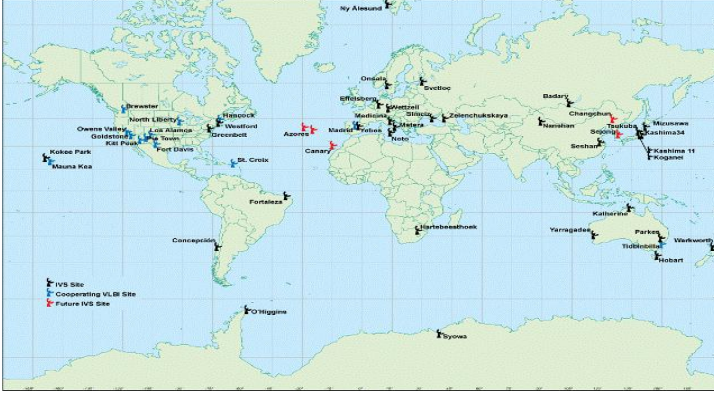 Ny Alesund
Onsala
Svetloe
Effelsberg
Wettzell
Badary
Brewster
Medicina
Simeiz
Zelenchukskaya
Changchun
North Liberty
Hancock
Westford
Mizusawa
Owens Valley
Los Alamos
Azores
Madrid
Yebes
Matera
Nanshan
Tsukuba
Goldstone
Pie Town
Greenbelt
Sejong
Kashima34
Kitt Peak
Noto
Fort Davis
Seshan
Kokee Park
Canary
Kashima 11
Koganei
Mauna Kea
St. Croix
Fortaleza
Katherine
Hartebeesthoek
Yarragadee
Parkes
Concepción
Tidbinbilla
Warkworth
Hobart
IVS Site
Cooperating VLBI Site
Future IVS Site
O'Higgins
Syowa